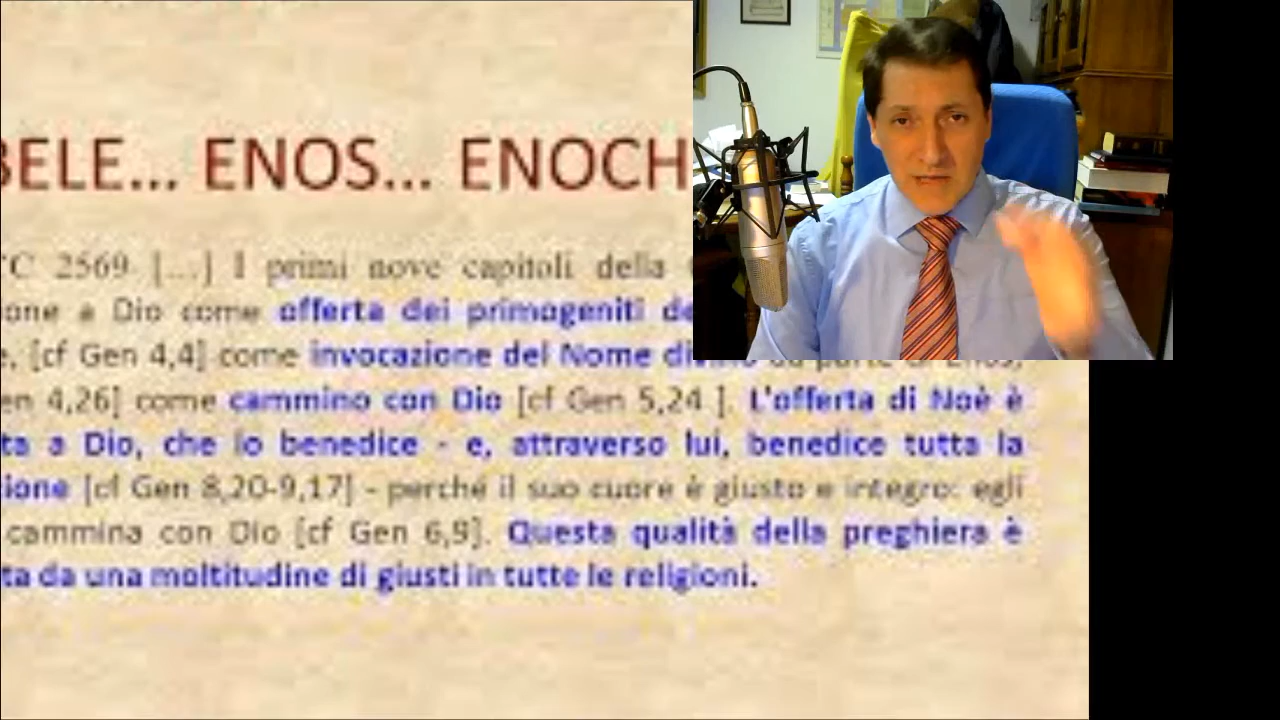 BELE... ENOS... ENOCH
CC 2569 [...] I primi nove capitoli della
one a Dio come offerta dei primogeniti de
e, [cf Gen 4,4] come invocazione del Nome divino da parte di Enos,
en 4,26] come cammino con Dio [cf Gen 5,24 ]. L'offerta di Noè è
ta a Dio, che lo benedice - e, attraverso lui, benedice tutta la
ione [cf Gen 8,20-9,17] - perché il suo cuore è giusto e integro: egli
cammina con Dio [cf Gen 6,9]. Questa qualità della preghiera è
ta da una moltitudine di giusti in tutte le religioni.